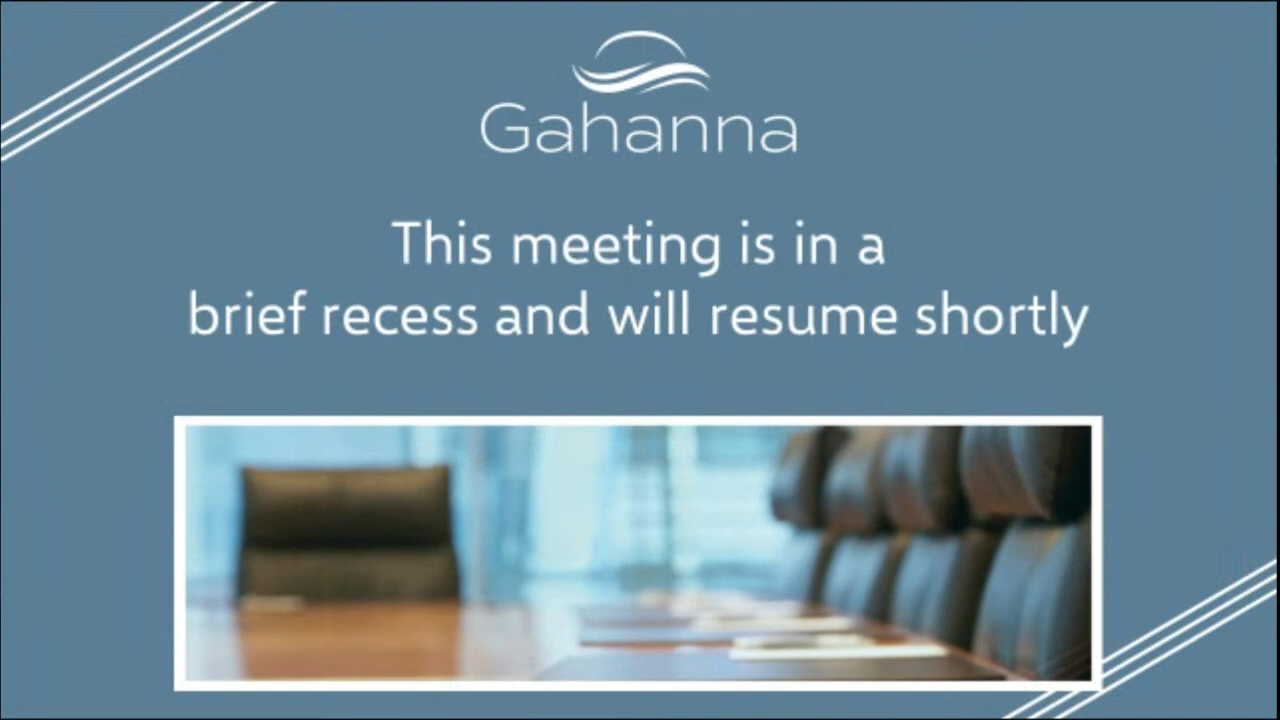 Gahanna
This meeting is in a
brief recess and will resume shortly